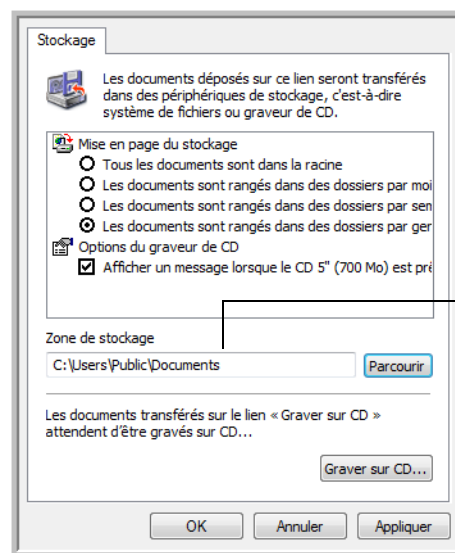 Stockage
Les documents déposés sur ce lien seront transférés
dans des périphériques de stockage, c'est-à-dire
système de fichiers ou graveur de CD.
Mise en page du stockage
Tous les documents sont dans la racine
Les documents sont rangés dans des dossiers par moi
Les documents sont rangés dans des dossiers par sem
Les documents sont rangés dans des dossiers par ger
Options du graveur de CD
Afficher un message lorsque le CD 5" (700 Mo) est pré
Zone de stockage
C:\Users\Public\Documents
Parcourir
Les documents transférés sur le lien « Graver sur CD »
attendent d'être gravés sur CD...
Graver sur CD...
OK
Annuler
Appliquer